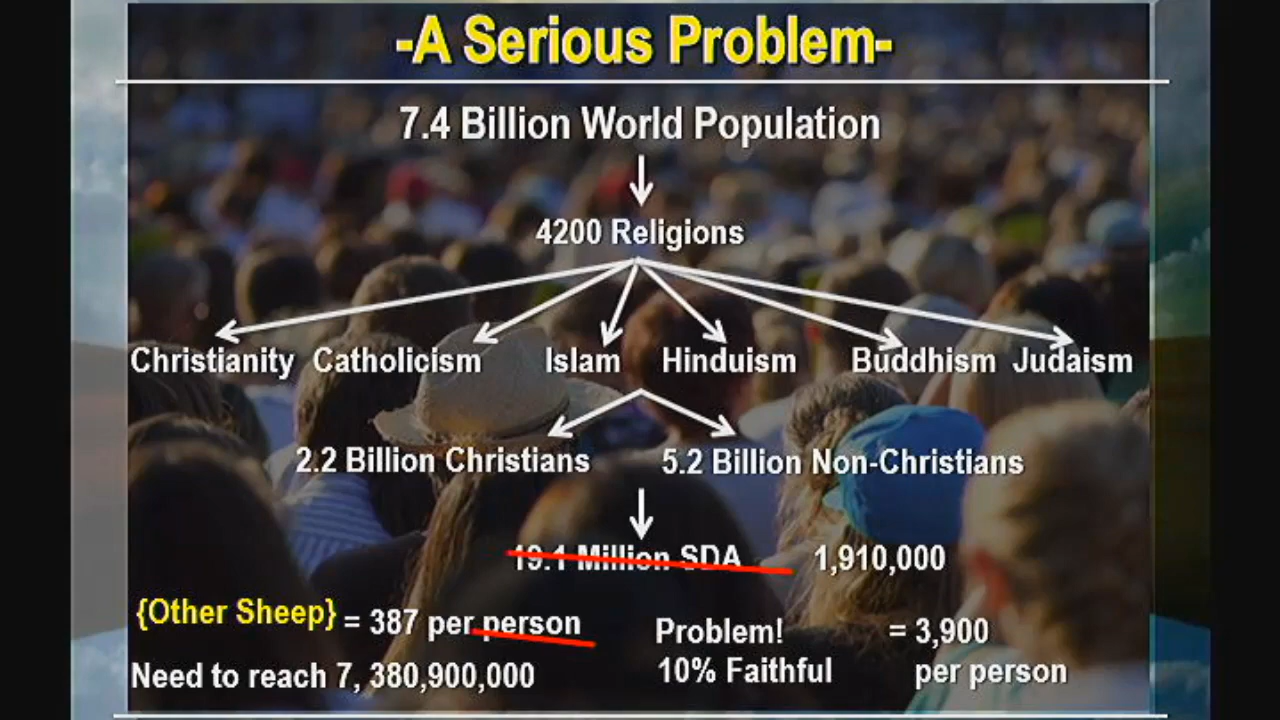 -A Serious Problem-
7.4 Billion World Population
4200 Religions
Christianity Catholicism Islam Hinduism Buddhism Judaism
2.2 Billion Christians 5.2 Billion Non-Christians
19.1 Million SDA 1,910,000
{Other Sheep} = 387 per person
Problem! = 3,900
10% Faithful per person
Need to reach 7, 380,900,000